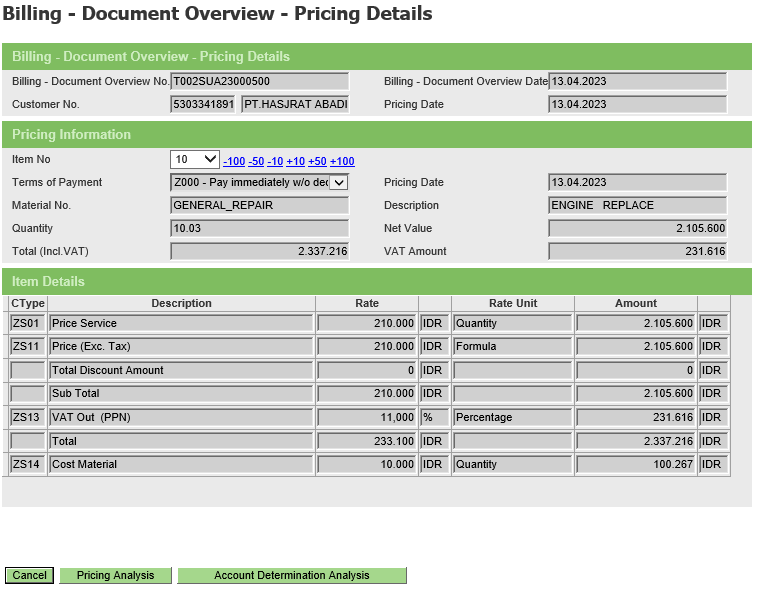 Billing - Document Overview - Pricing Details
Billing - Document Overview - Pricing Details
Billing - Document Overview No. T002SUA23000500 Billing - Document Overview Date 13.04.2023
Customer No. 5303341891 PT.HASJRAT ABADI Pricing Date 13.04.2023
Pricing Information
Item No 10 -100 -50 -10 +10 +50 +100
Terms of Payment Z000 - Pay immediately w/o dec Pricing Date 13.04.2023
Material No. GENERAL_REPAIR Description ENGINE REPLACE
Quantity 10.03 Net Value 2.105.600
Total (Incl.VAT) 2.337.216 VAT Amount 231.616
Item Details
CType Description Rate Rate Unit Amount
ZS01 Price Service 210.000 IDR Quantity 2.105.600 IDR
ZS11 Price (Exc. Tax) 210.000 IDR Formula 2.105.600 IDR
Total Discount Amount 0 IDR 0 IDR
Sub Total 210.000 IDR 2.105.600 IDR
ZS13 VAT Out (PPN) 11,000 % Percentage 231.616 IDR
Total 233.100 IDR 2.337.216 IDR
ZS14 Cost Material 10.000 IDR Quantity 100.267 IDR
Cancel Pricing Analysis Account Determination Analysis